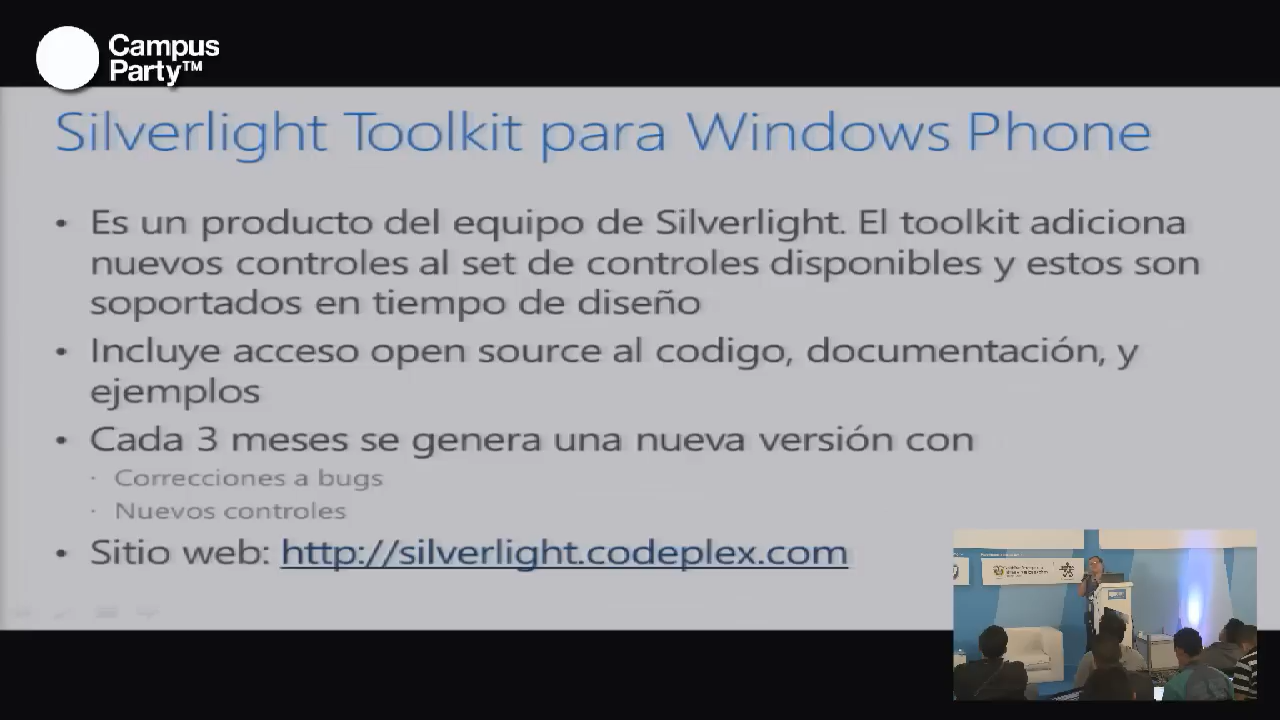 Campus
Party™
Silverlight Toolkit para Windows Phone
• Es un producto del equipo de Silverlight. El toolkit adiciona
nuevos controles al set de controles disponibles y estos son
soportados en tiempo de diseño
• Incluye acceso open source al codigo, documentación, y
ejemplos
• Cada 3 meses se genera una nueva versión con
· Correcciones a bugs
· Nuevos controles
• Sitio web: http://silverlight.codeplex.com